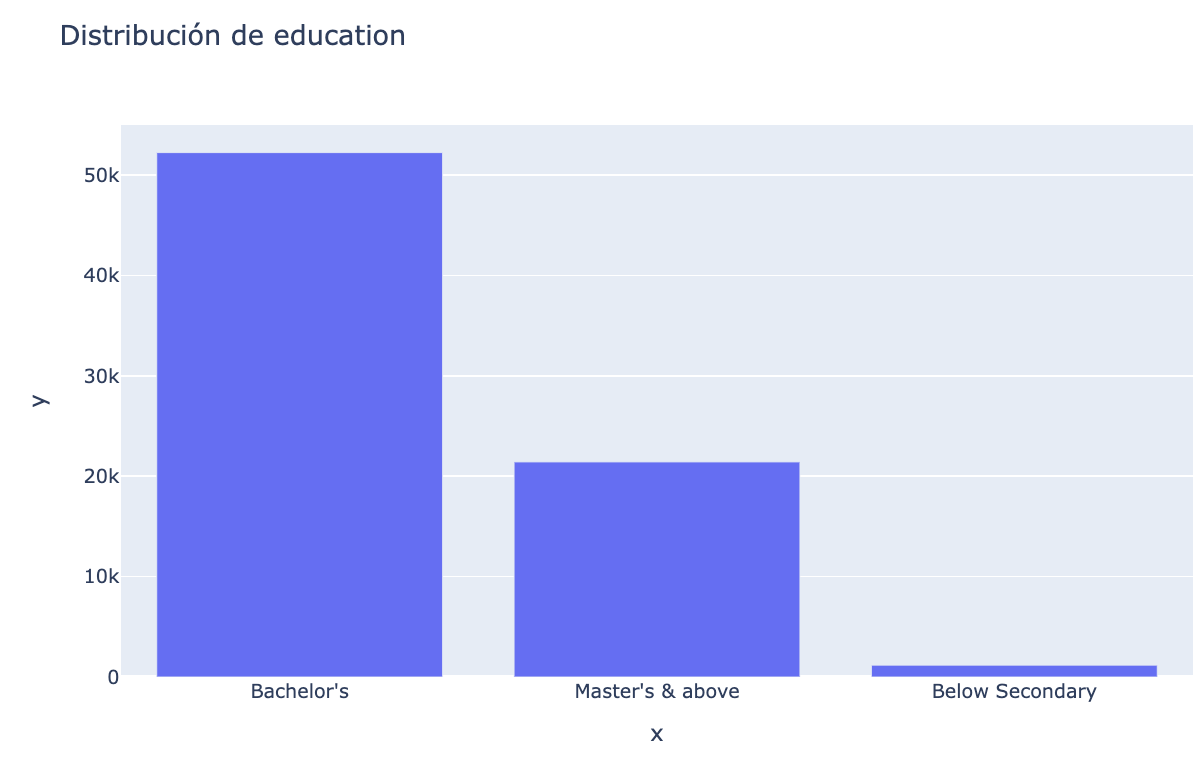 Distribución de education
50k
40k
30k
20k
10k
0
y
Bachelor's
Master's & above
Below Secondary
x